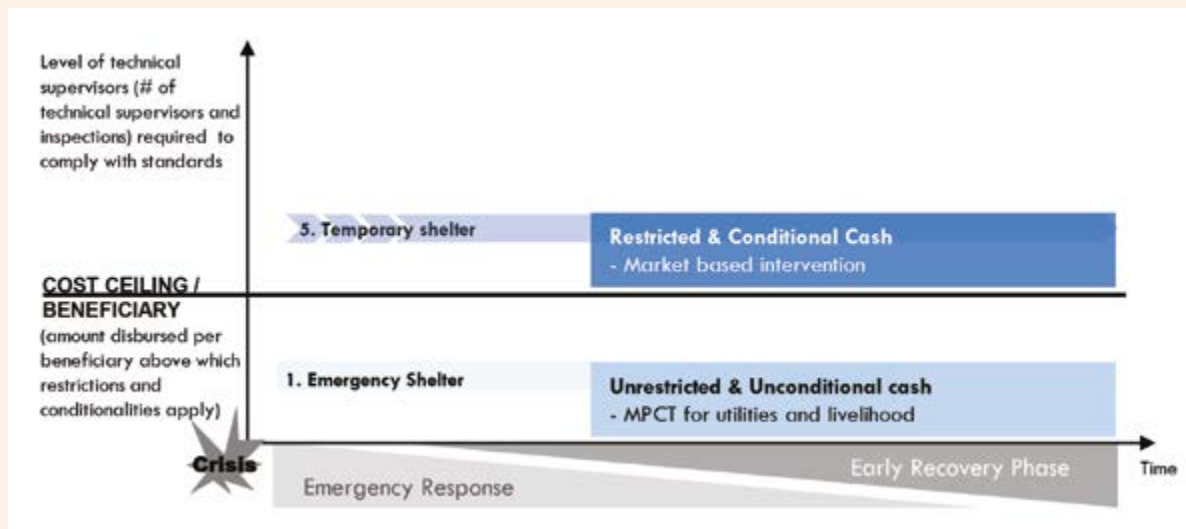 Level of technical
supervisors (# of
technical supervisors and
inspections) required to
comply with standards
5. Temporary shelter
Restricted & Conditional Cash
- Market based intervention
COST CEILING /
BENEFICIARY
(amount disbursed per
beneficiary above which
restrictions and
conditionalities apply)
1. Emergency Shelter
Unrestricted & Unconditional cash
- MPCT for utilities and livelihood
Crisis
Early Recovery Phase
Time
Emergency Response